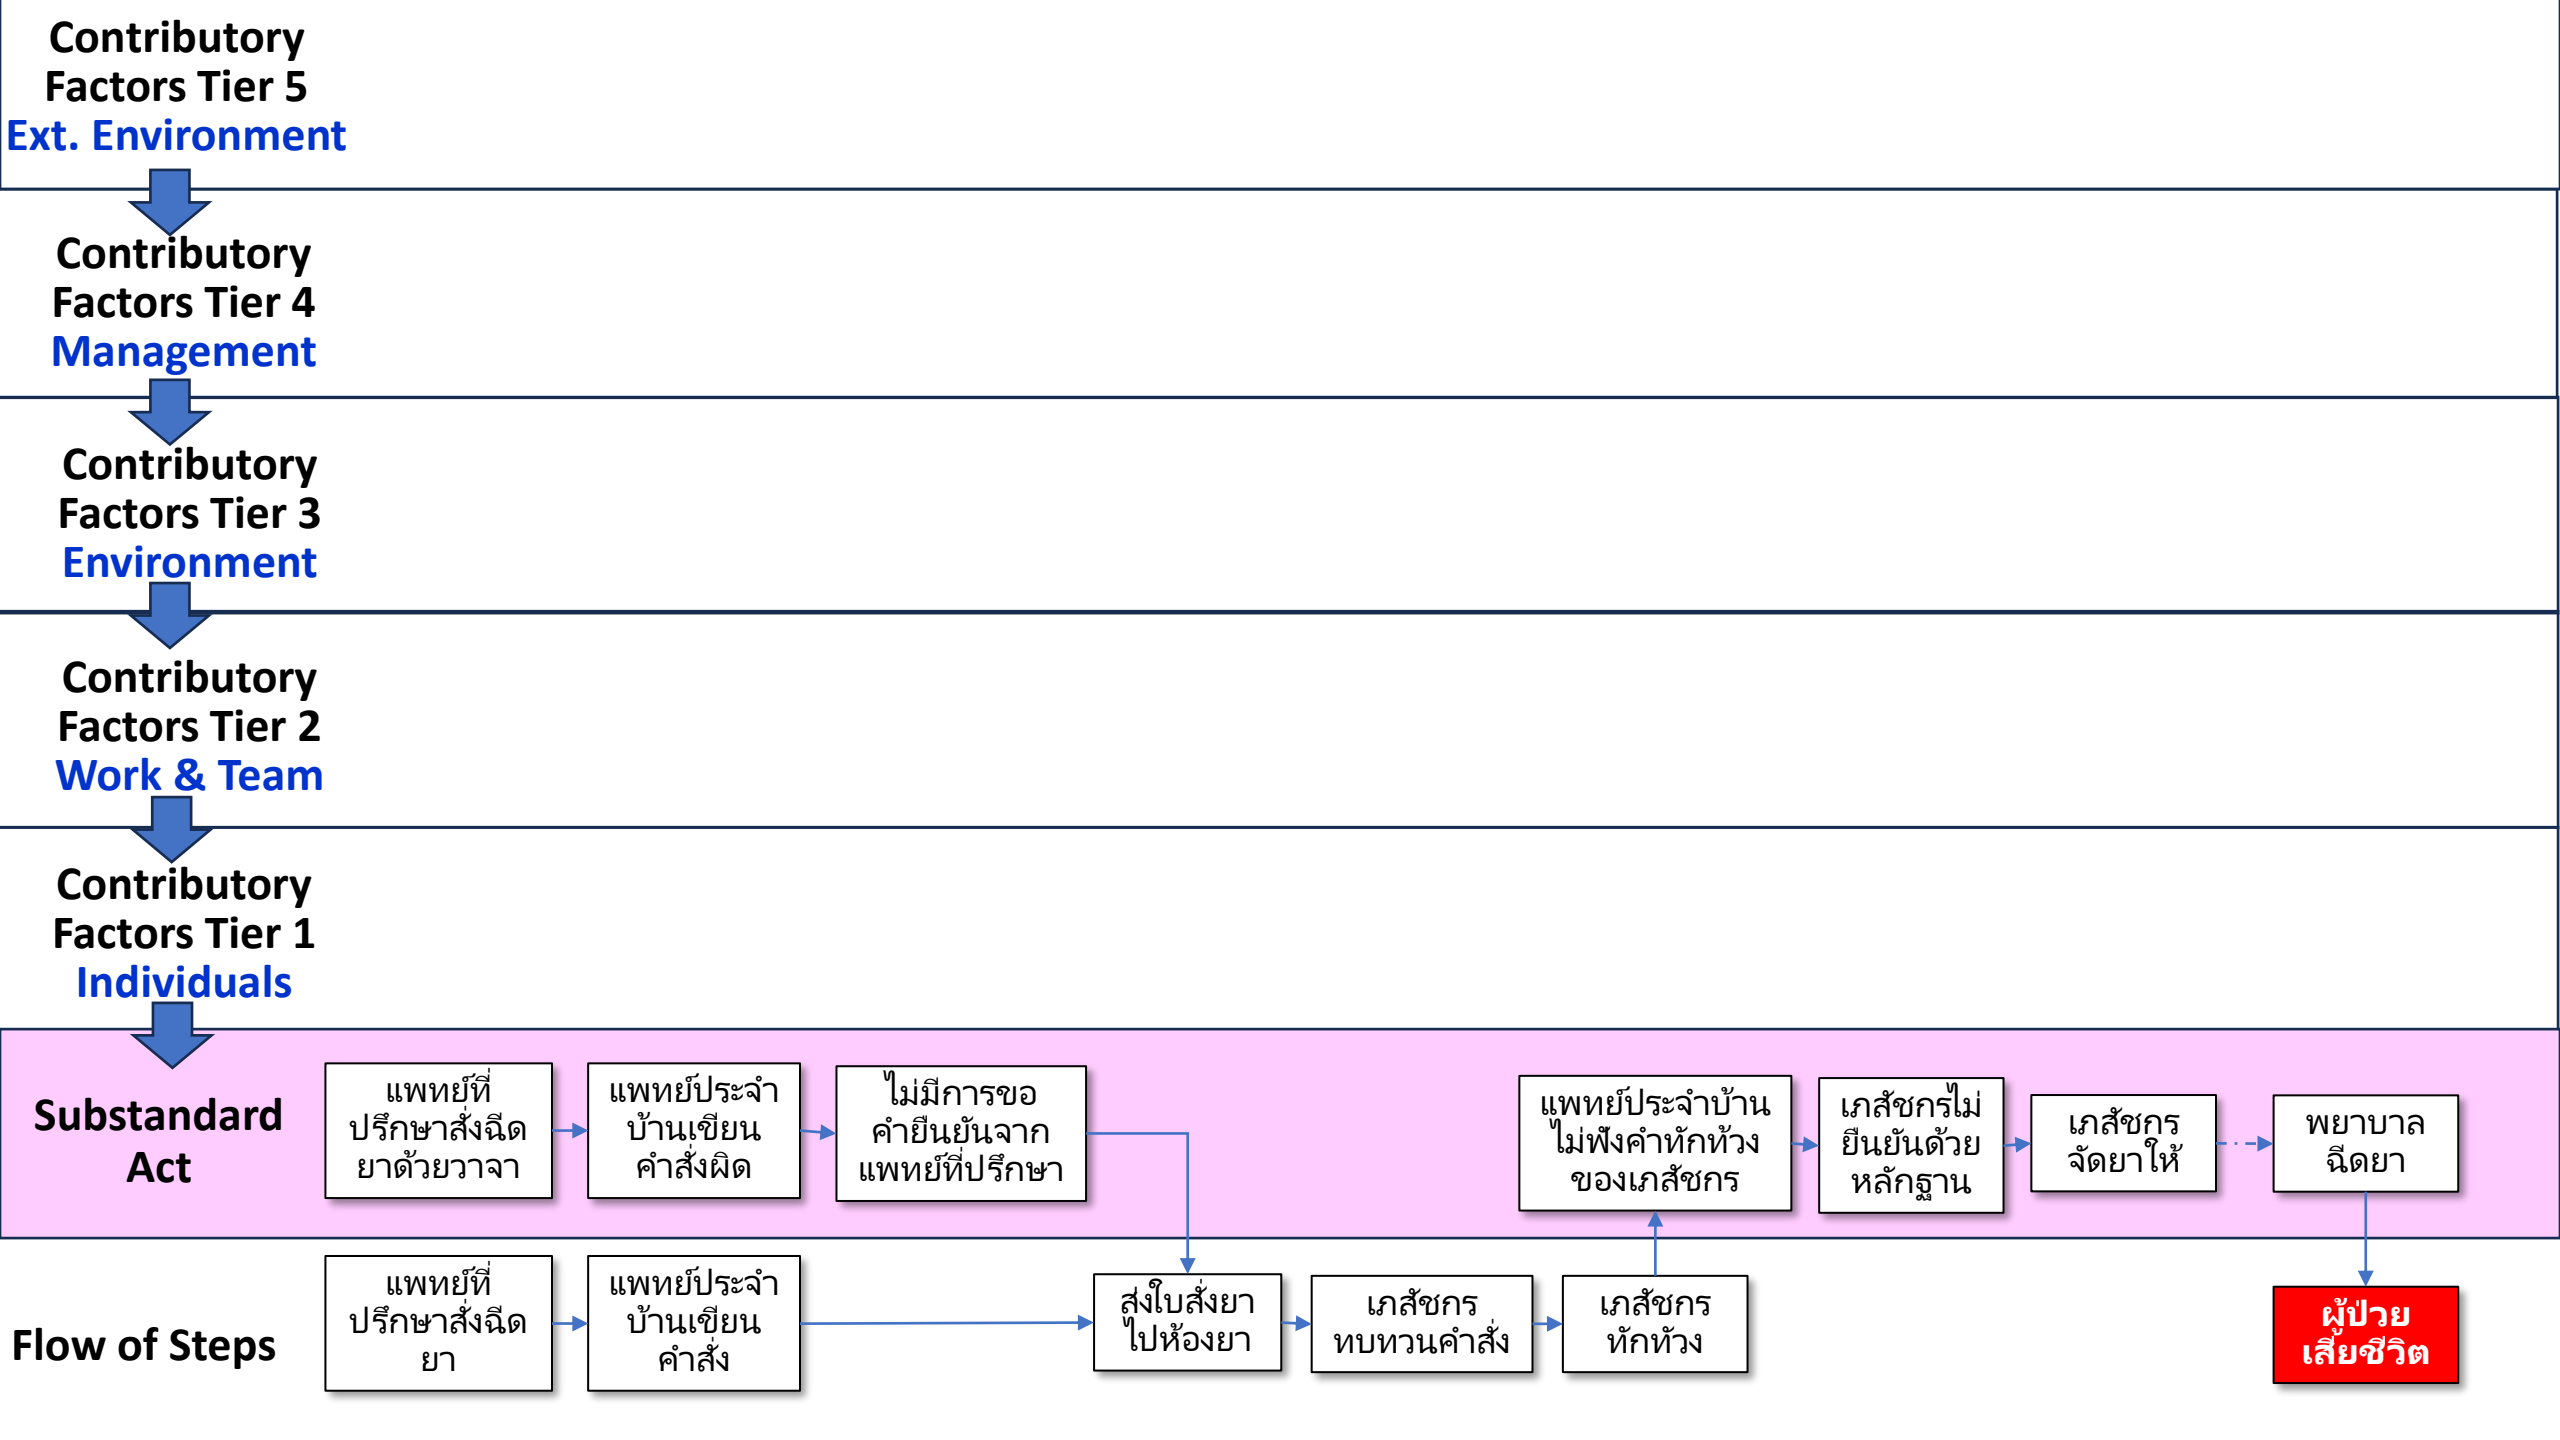 Contributory
Factors Tier 5
Ext. Environment
Contributory
Factors Tier 4
Management
Contributory
Factors Tier 3
Environment
Contributory
Factors Tier 2
Work & Team
Contributory
Factors Tier 1
Individuals
Substandard
Act
แพทย์ที่
ปรึกษาสั่งฉีด
ยาด้วยวาจา
แพทย์ประจำ
บ้านเขียน
คำสั่งผิด
ไม่มีการขอ
คำยืนยันจาก
แพทย์ที่ปรึกษา
แพทย์ประจำบ้าน
ไม่ฟังคำทักท้วง
ของเภสัชกร
เภสัชกรไม่
ยืนยันด้วย
หลักฐาน
เภสัชกร
จัดยาให้
พยาบาล
ฉีดยา
Flow of Steps
แพทย์ที่
ปรึกษาสั่งฉีด
ยา
แพทย์ประจำ
บ้านเขียน
คำสั่ง
ส่งใบสั่งยา
ไปห้องยา
เภสัชกร
ทบทวนคำสั่ง
เภสัชกร
ทักท้วง
ผู้ป่วย
เสียชีวิต